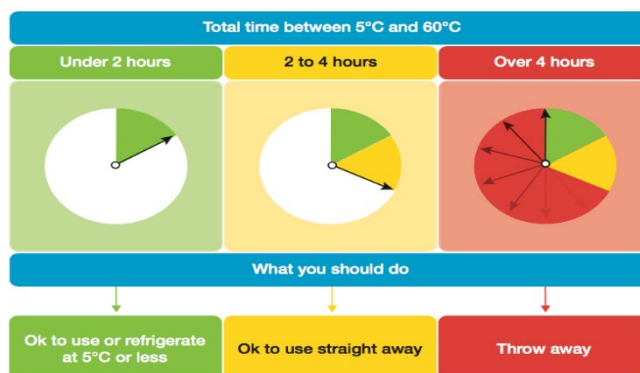 Total time between 5°C and 60°C
Under 2 hours
2 to 4 hours
Over 4 hours
What you should do
Ok to use or refrigerate
at 5°C or less
Ok to use straight away
Throw away